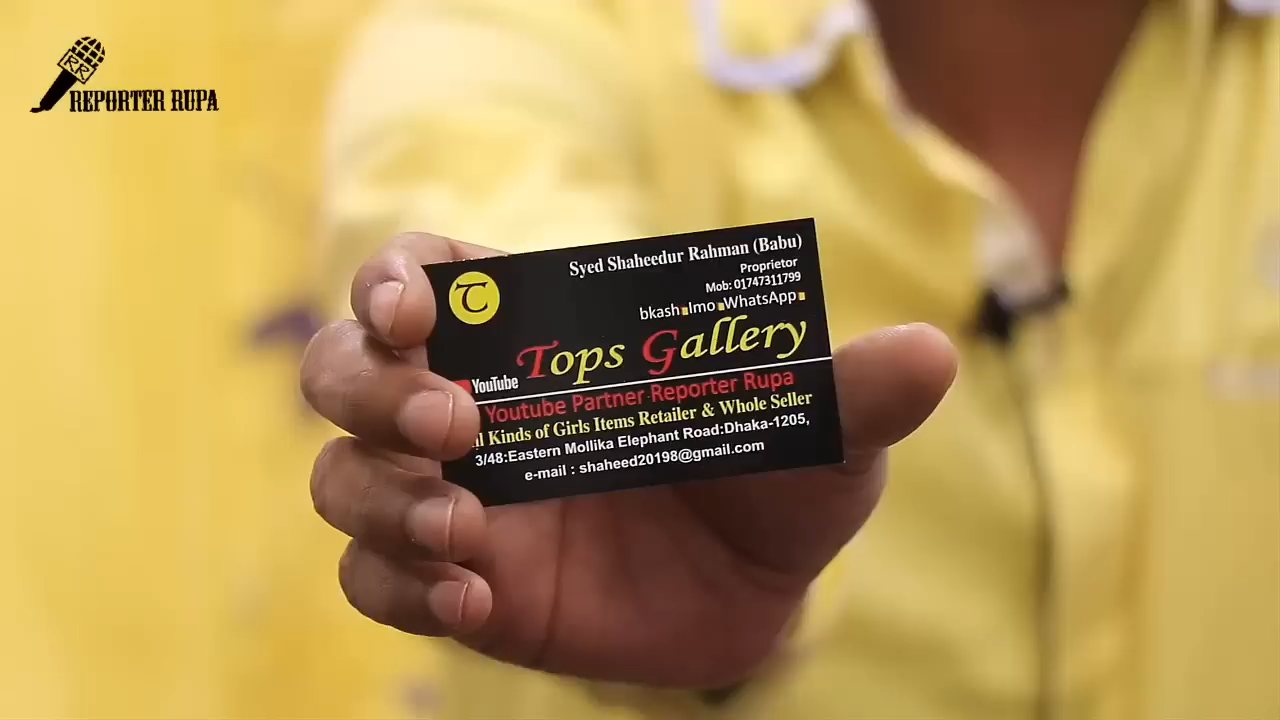 RR
REPORTER RUPA
Syed Shaheedur Rahman (Babu)
Proprietor
Mob: 01747311799
bkash Imo WhatsApp
Tops Gallery
YouTube
Youtube Partner Reporter Rupa
Kinds of Girls Items Retailer & Whole Seller
3/48:Eastern Mollika Elephant Road:Dhaka-1205,
e-mail : shaheed20198@gmail.com